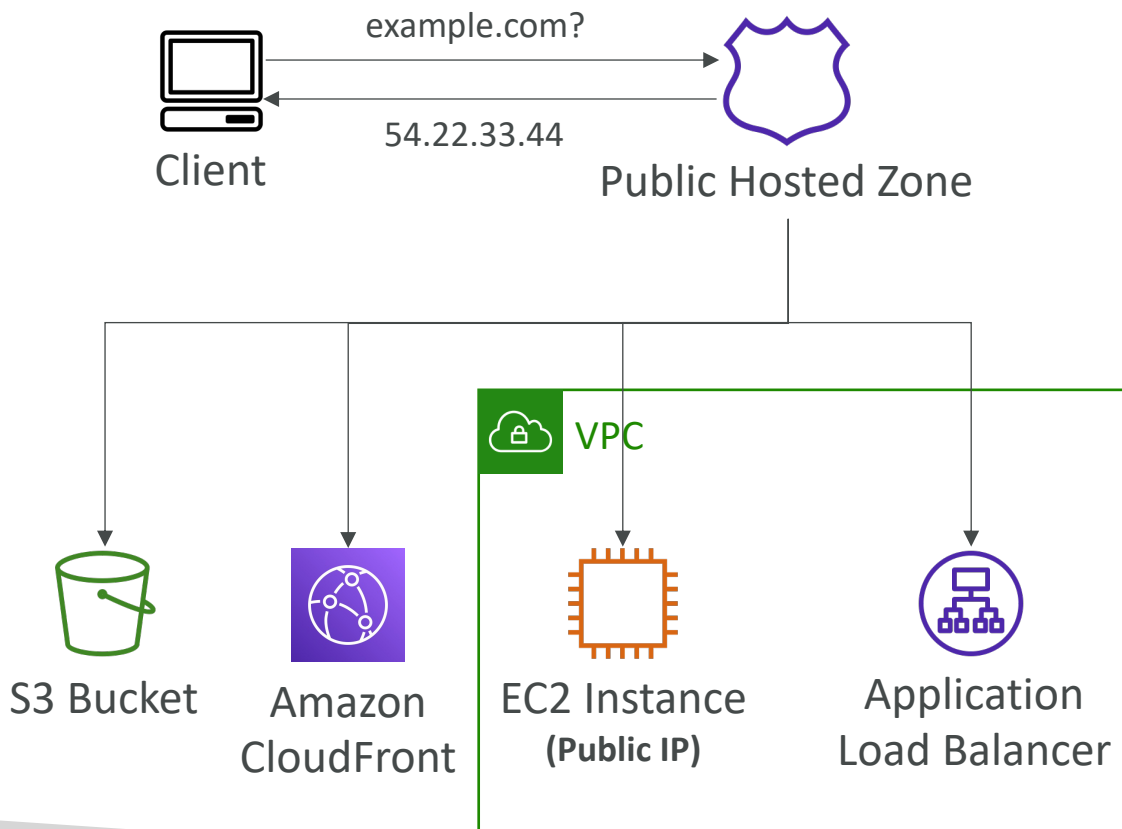 example.com?
54.22.33.44
Client
Public Hosted Zone
VPC
S3 Bucket
Amazon
CloudFront
EC2 Instance
(Public IP)
Application
Load Balancer